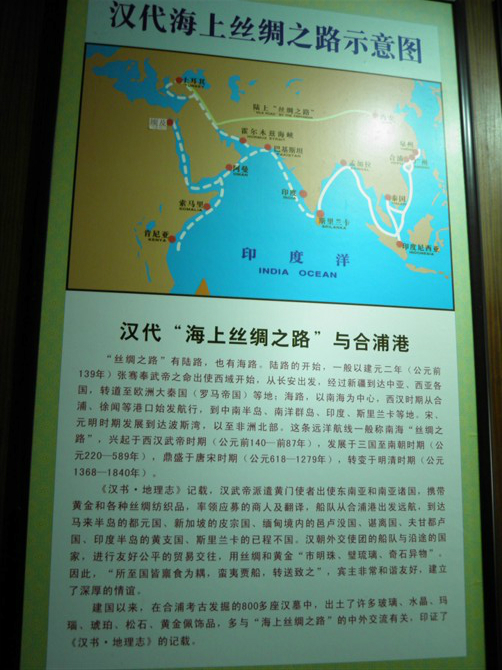 汉代海上丝绸之路示意图
土耳其
陆上“丝绸之路”
西安
霍尔木兹海峡
泉州
埃及
巴基斯坦
孟加拉
合浦
广州
阿曼
OMAN
印度
泰国
索马里
斯里兰卡
肯尼亚
KENYA
印度尼西亚
印度洋
INDIA OCEAN
汉代“海上丝绸之路”与合浦港
“丝绸之路”有陆路，也有海路。陆路的开始，一般以建元二年（公元前
139年）张骞奉武帝之命出使西域开始，从长安出发，经过新疆到达中亚、西亚各
国，转道至欧洲大秦国（罗马帝国）等地；海路，以南海为中心，西汉时期从合
浦、徐闻等港口始发航行，到中南半岛、南洋群岛、印度、斯里兰卡等地、宋、
元明时期发展到达波斯湾，以至非洲北部。这条远洋航线一般称南海“丝绸之
路”，兴起于西汉武帝时期（公元前140—前87年），发展于三国至南朝时期（公
元220—589年），鼎盛于唐宋时期（公元618—1279年），转变于明清时期（公元
1368—1840年）。
《汉书·地理志》记载，汉武帝派遣黄门使者出使东南亚和南亚诸国，携带
黄金和各种丝绸纺织品，率领应募的商人及翻译，船队从合浦港出发远航，到达
马来半岛的都元国、新加坡的皮宗国、缅甸境内的邑卢没国、谌离国、夫甘都卢
国、印度半岛的黄支国、斯里兰卡的已程不国。汉朝外交使团的船队与沿途的国
家，进行友好公平的贸易交往，用丝绸和黄金“市明珠、璧琉璃、奇石异物”。
因此，“所至国皆禀食为耦，蛮夷贾船，转送致之”，宾主非常和谐友好，建立
了深厚的情谊。
建国以来，在合浦考古发掘的800多座汉墓中，出土了许多玻璃、水晶、玛
瑙、琥珀、松石、黄金佩饰品，多与“海上丝绸之路”的中外交流有关，印证了
《汉书·地理志》的记载。